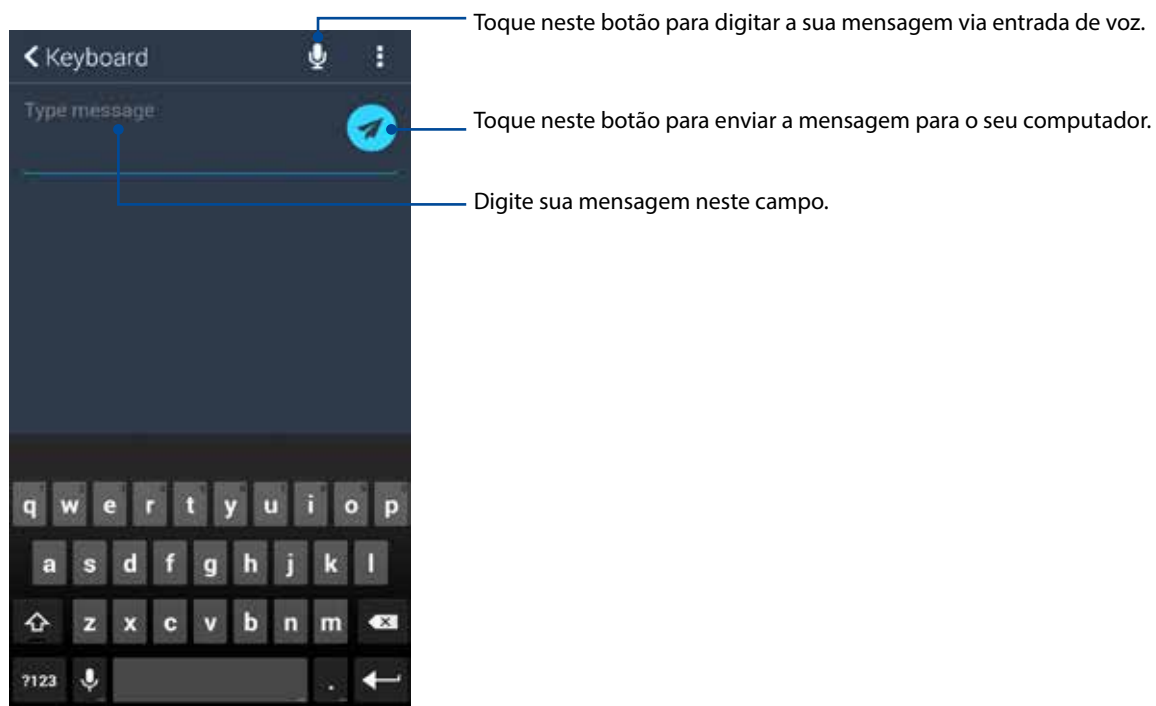 Toque neste botão para digitar a sua mensagem via entrada de voz.
Keyboard
Type message
Toque neste botão para enviar a mensagem para o seu computador.
Digite sua mensagem neste campo.
q w e r t y u i o p
a s d f g h j k l
z x c v b n m
?123 .